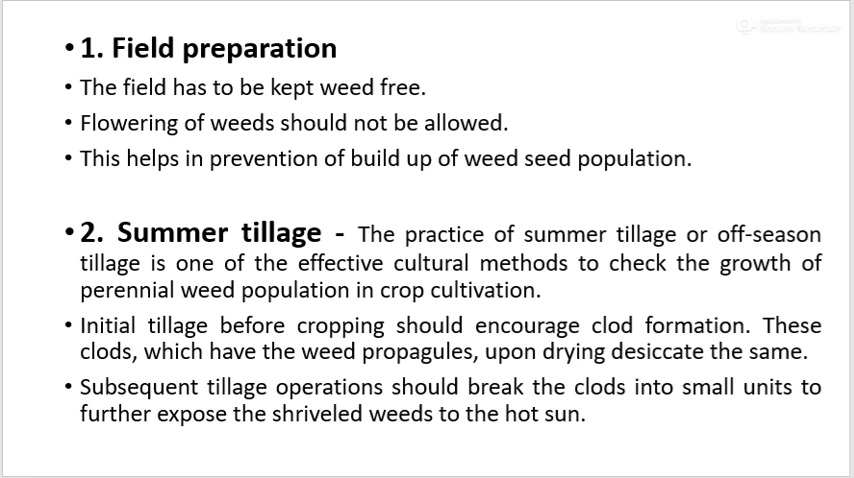 • 1. Field preparation
• The field has to be kept weed free.
• Flowering of weeds should not be allowed.
• This helps in prevention of build up of weed seed population.
• 2. Summer tillage - The practice of summer tillage or off-season
tillage is one of the effective cultural methods to check the growth of
perennial weed population in crop cultivation.
• Initial tillage before cropping should encourage clod formation. These
clods, which have the weed propagules, upon drying desiccate the same.
• Subsequent tillage operations should break the clods into small units to
further expose the shriveled weeds to the hot sun.